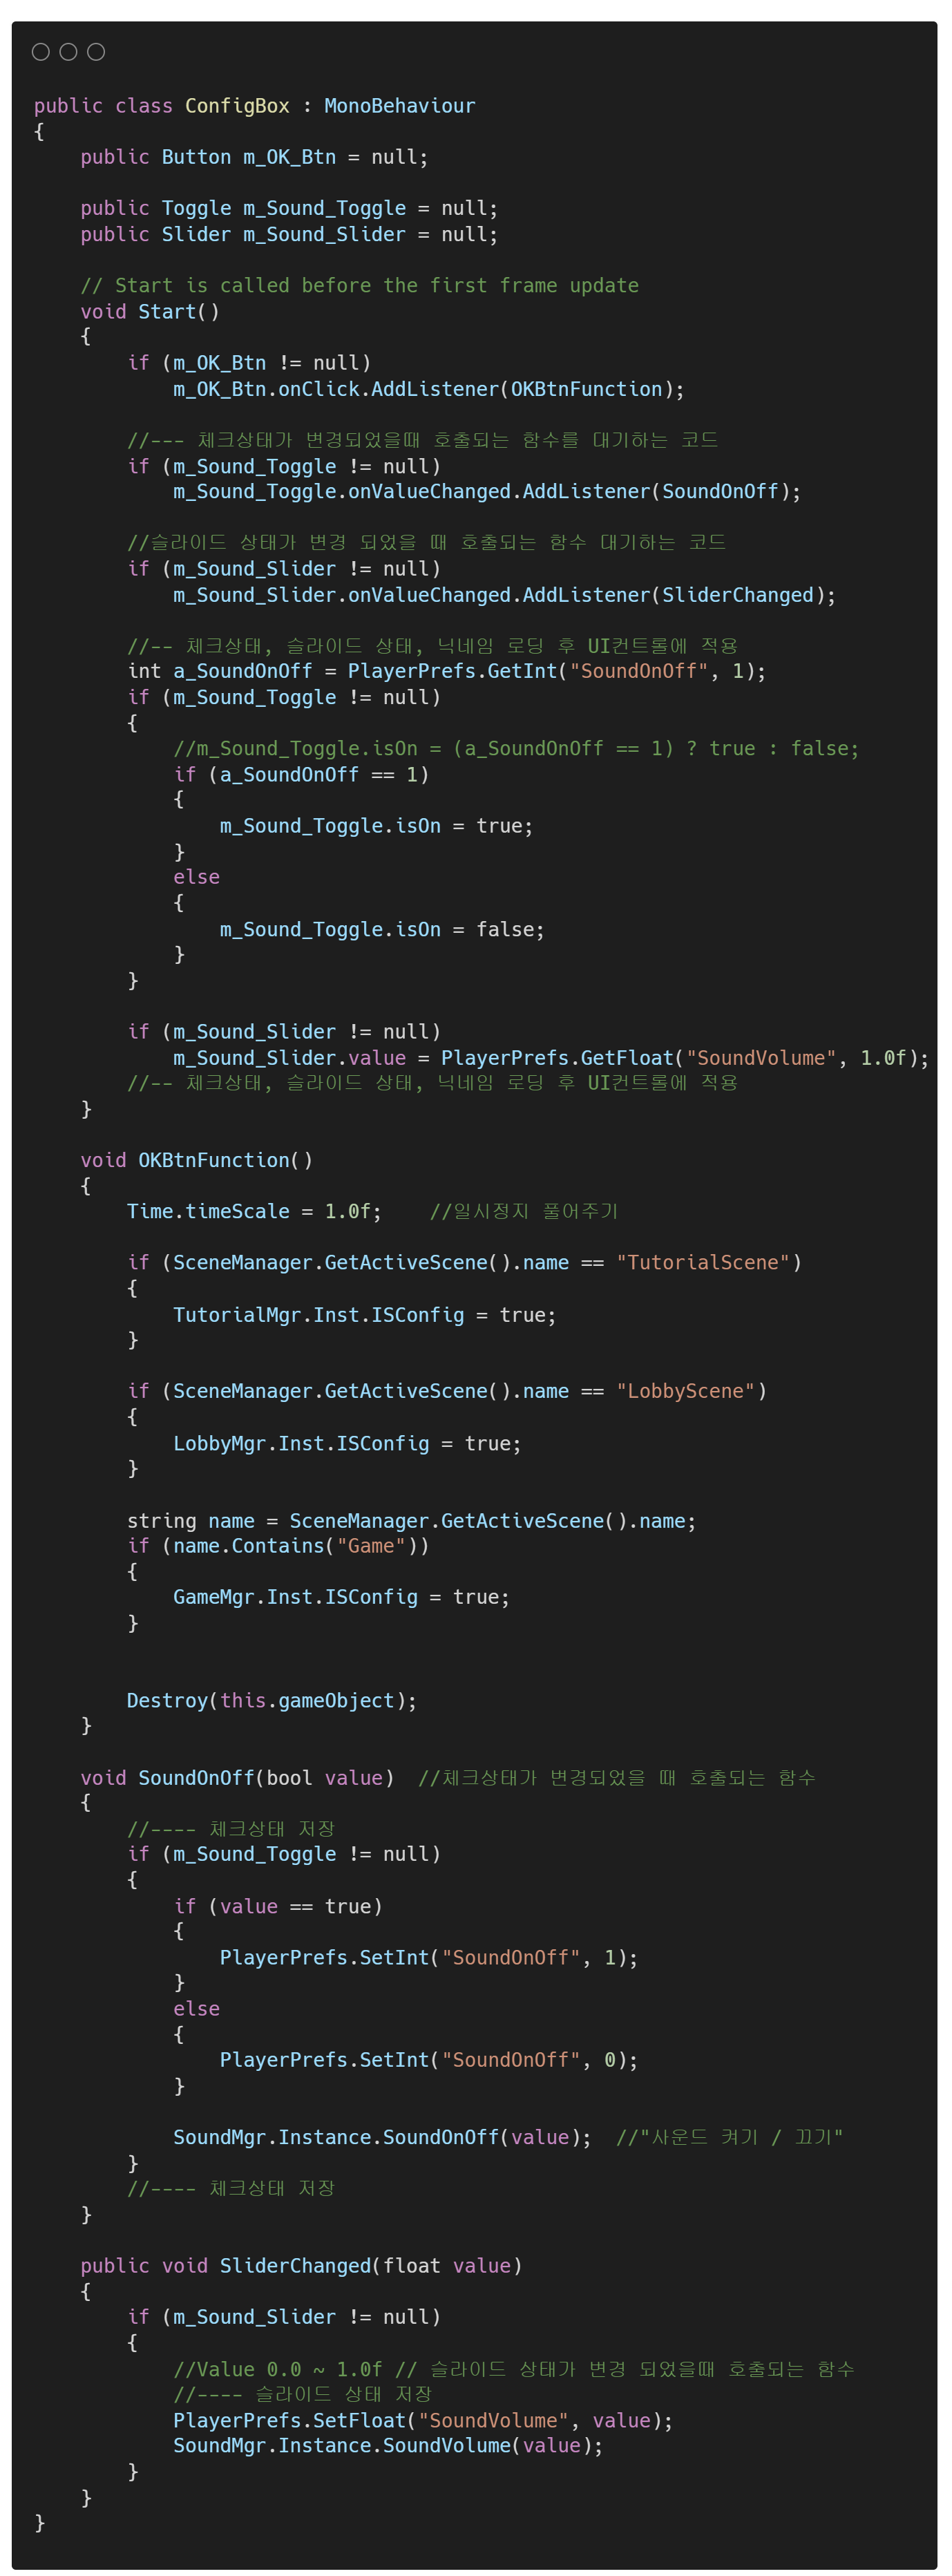 public class ConfigBox : MonoBehaviour
{
    public Button m_OK_Btn = null;

    public Toggle m_Sound_Toggle = null;
    public Slider m_Sound_Slider = null;

    // Start is called before the first frame update
    void Start()
    {
        if (m_OK_Btn != null)
            m_OK_Btn.onClick.AddListener(OKBtnFunction);

        //--- 체크상태가 변경되었을때 호출되는 함수를 대기하는 코드
        if (m_Sound_Toggle != null)
            m_Sound_Toggle.onValueChanged.AddListener(SoundOnOff);

        //슬라이드 상태가 변경 되었을 때 호출되는 함수 대기하는 코드
        if (m_Sound_Slider != null)
            m_Sound_Slider.onValueChanged.AddListener(SliderChanged);

        //-- 체크상태, 슬라이드 상태, 닉네임 로딩 후 UI컨트롤에 적용
        int a_SoundOnOff = PlayerPrefs.GetInt("SoundOnOff", 1);
        if (m_Sound_Toggle != null)
        {
            //m_Sound_Toggle.isOn = (a_SoundOnOff == 1) ? true : false;
            if (a_SoundOnOff == 1)
            {
                m_Sound_Toggle.isOn = true;
            }
            else
            {
                m_Sound_Toggle.isOn = false;
            }
        }

        if (m_Sound_Slider != null)
            m_Sound_Slider.value = PlayerPrefs.GetFloat("SoundVolume", 1.0f);
        //-- 체크상태, 슬라이드 상태, 닉네임 로딩 후 UI컨트롤에 적용
    }

    void OKBtnFunction()
    {
        Time.timeScale = 1.0f;    //일시정지 풀어주기

        if (SceneManager.GetActiveScene().name == "TutorialScene")
        {
            TutorialMgr.Inst.ISConfig = true;
        }

        if (SceneManager.GetActiveScene().name == "LobbyScene")
        {
            LobbyMgr.Inst.ISConfig = true;
        }

        string name = SceneManager.GetActiveScene().name;
        if (name.Contains("Game"))
        {
            GameMgr.Inst.ISConfig = true;
        }


        Destroy(this.gameObject);
    }

    void SoundOnOff(bool value)  //체크상태가 변경되었을 때 호출되는 함수
    {
        //---- 체크상태 저장
        if (m_Sound_Toggle != null)
        {
            if (value == true)
            {
                PlayerPrefs.SetInt("SoundOnOff", 1);
            }
            else
            {
                PlayerPrefs.SetInt("SoundOnOff", 0);
            }

            SoundMgr.Instance.SoundOnOff(value);  //"사운드 켜기 / 끄기"
        }
        //---- 체크상태 저장
    }

    public void SliderChanged(float value)
    {
        if (m_Sound_Slider != null)
        {
            //Value 0.0 ~ 1.0f // 슬라이드 상태가 변경 되었을때 호출되는 함수
            //---- 슬라이드 상태 저장
            PlayerPrefs.SetFloat("SoundVolume", value);
            SoundMgr.Instance.SoundVolume(value);
        }
    }
}